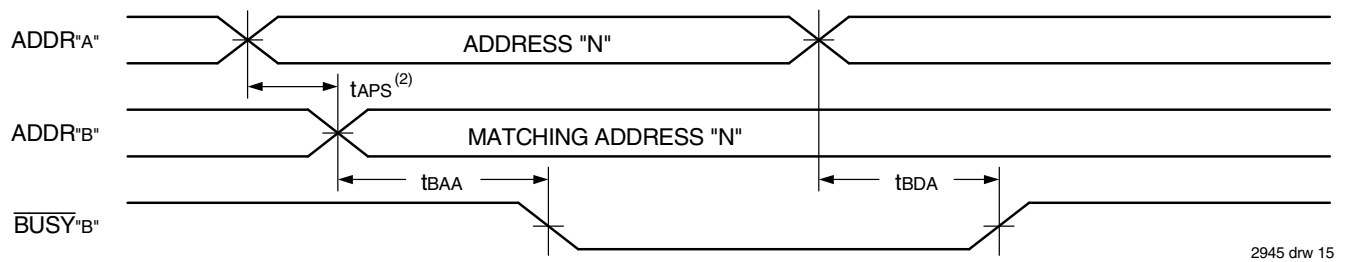 ADDR"A"
ADDRESS "N"
tAPS(2)
ADDR"B"
MATCHING ADDRESS "N"
tBAA
tBDA
BUSY"B"
2945 drw 15